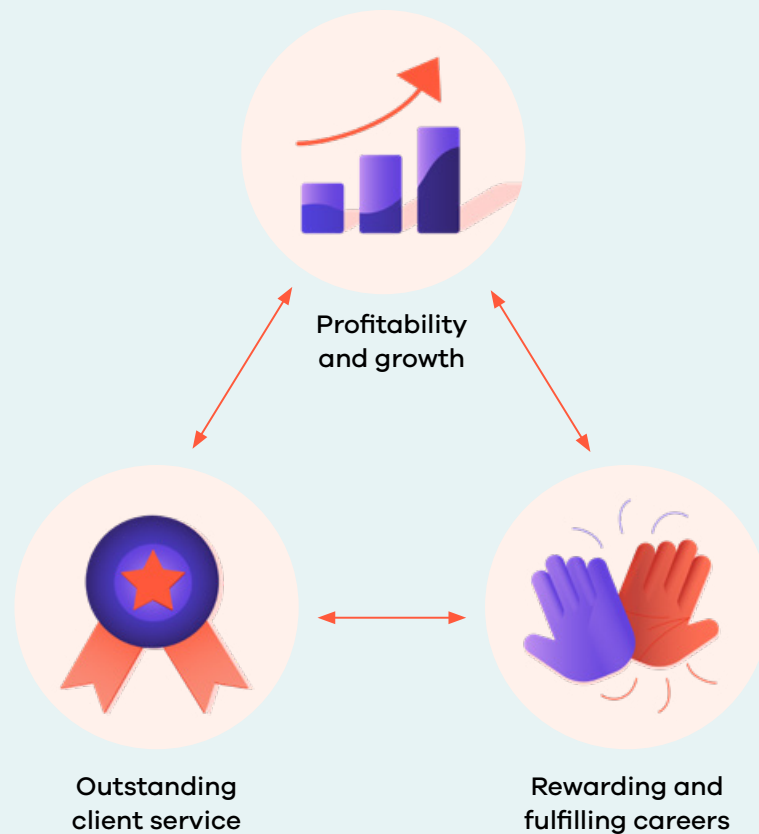 Profitability
and growth
Outstanding
client service
Rewarding and
fulfilling careers